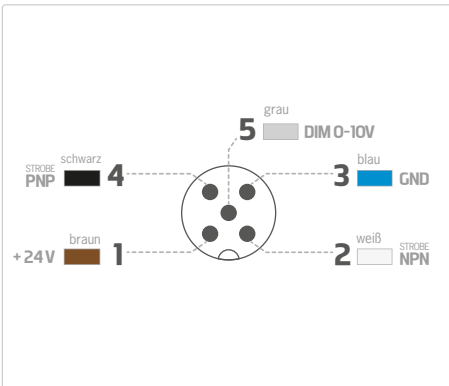 grau
5 DIM 0-10V
schwarz
STROBE
PNP 4
blau
3 GND
braun
+24V 1
weiß
2 STROBE
NPN